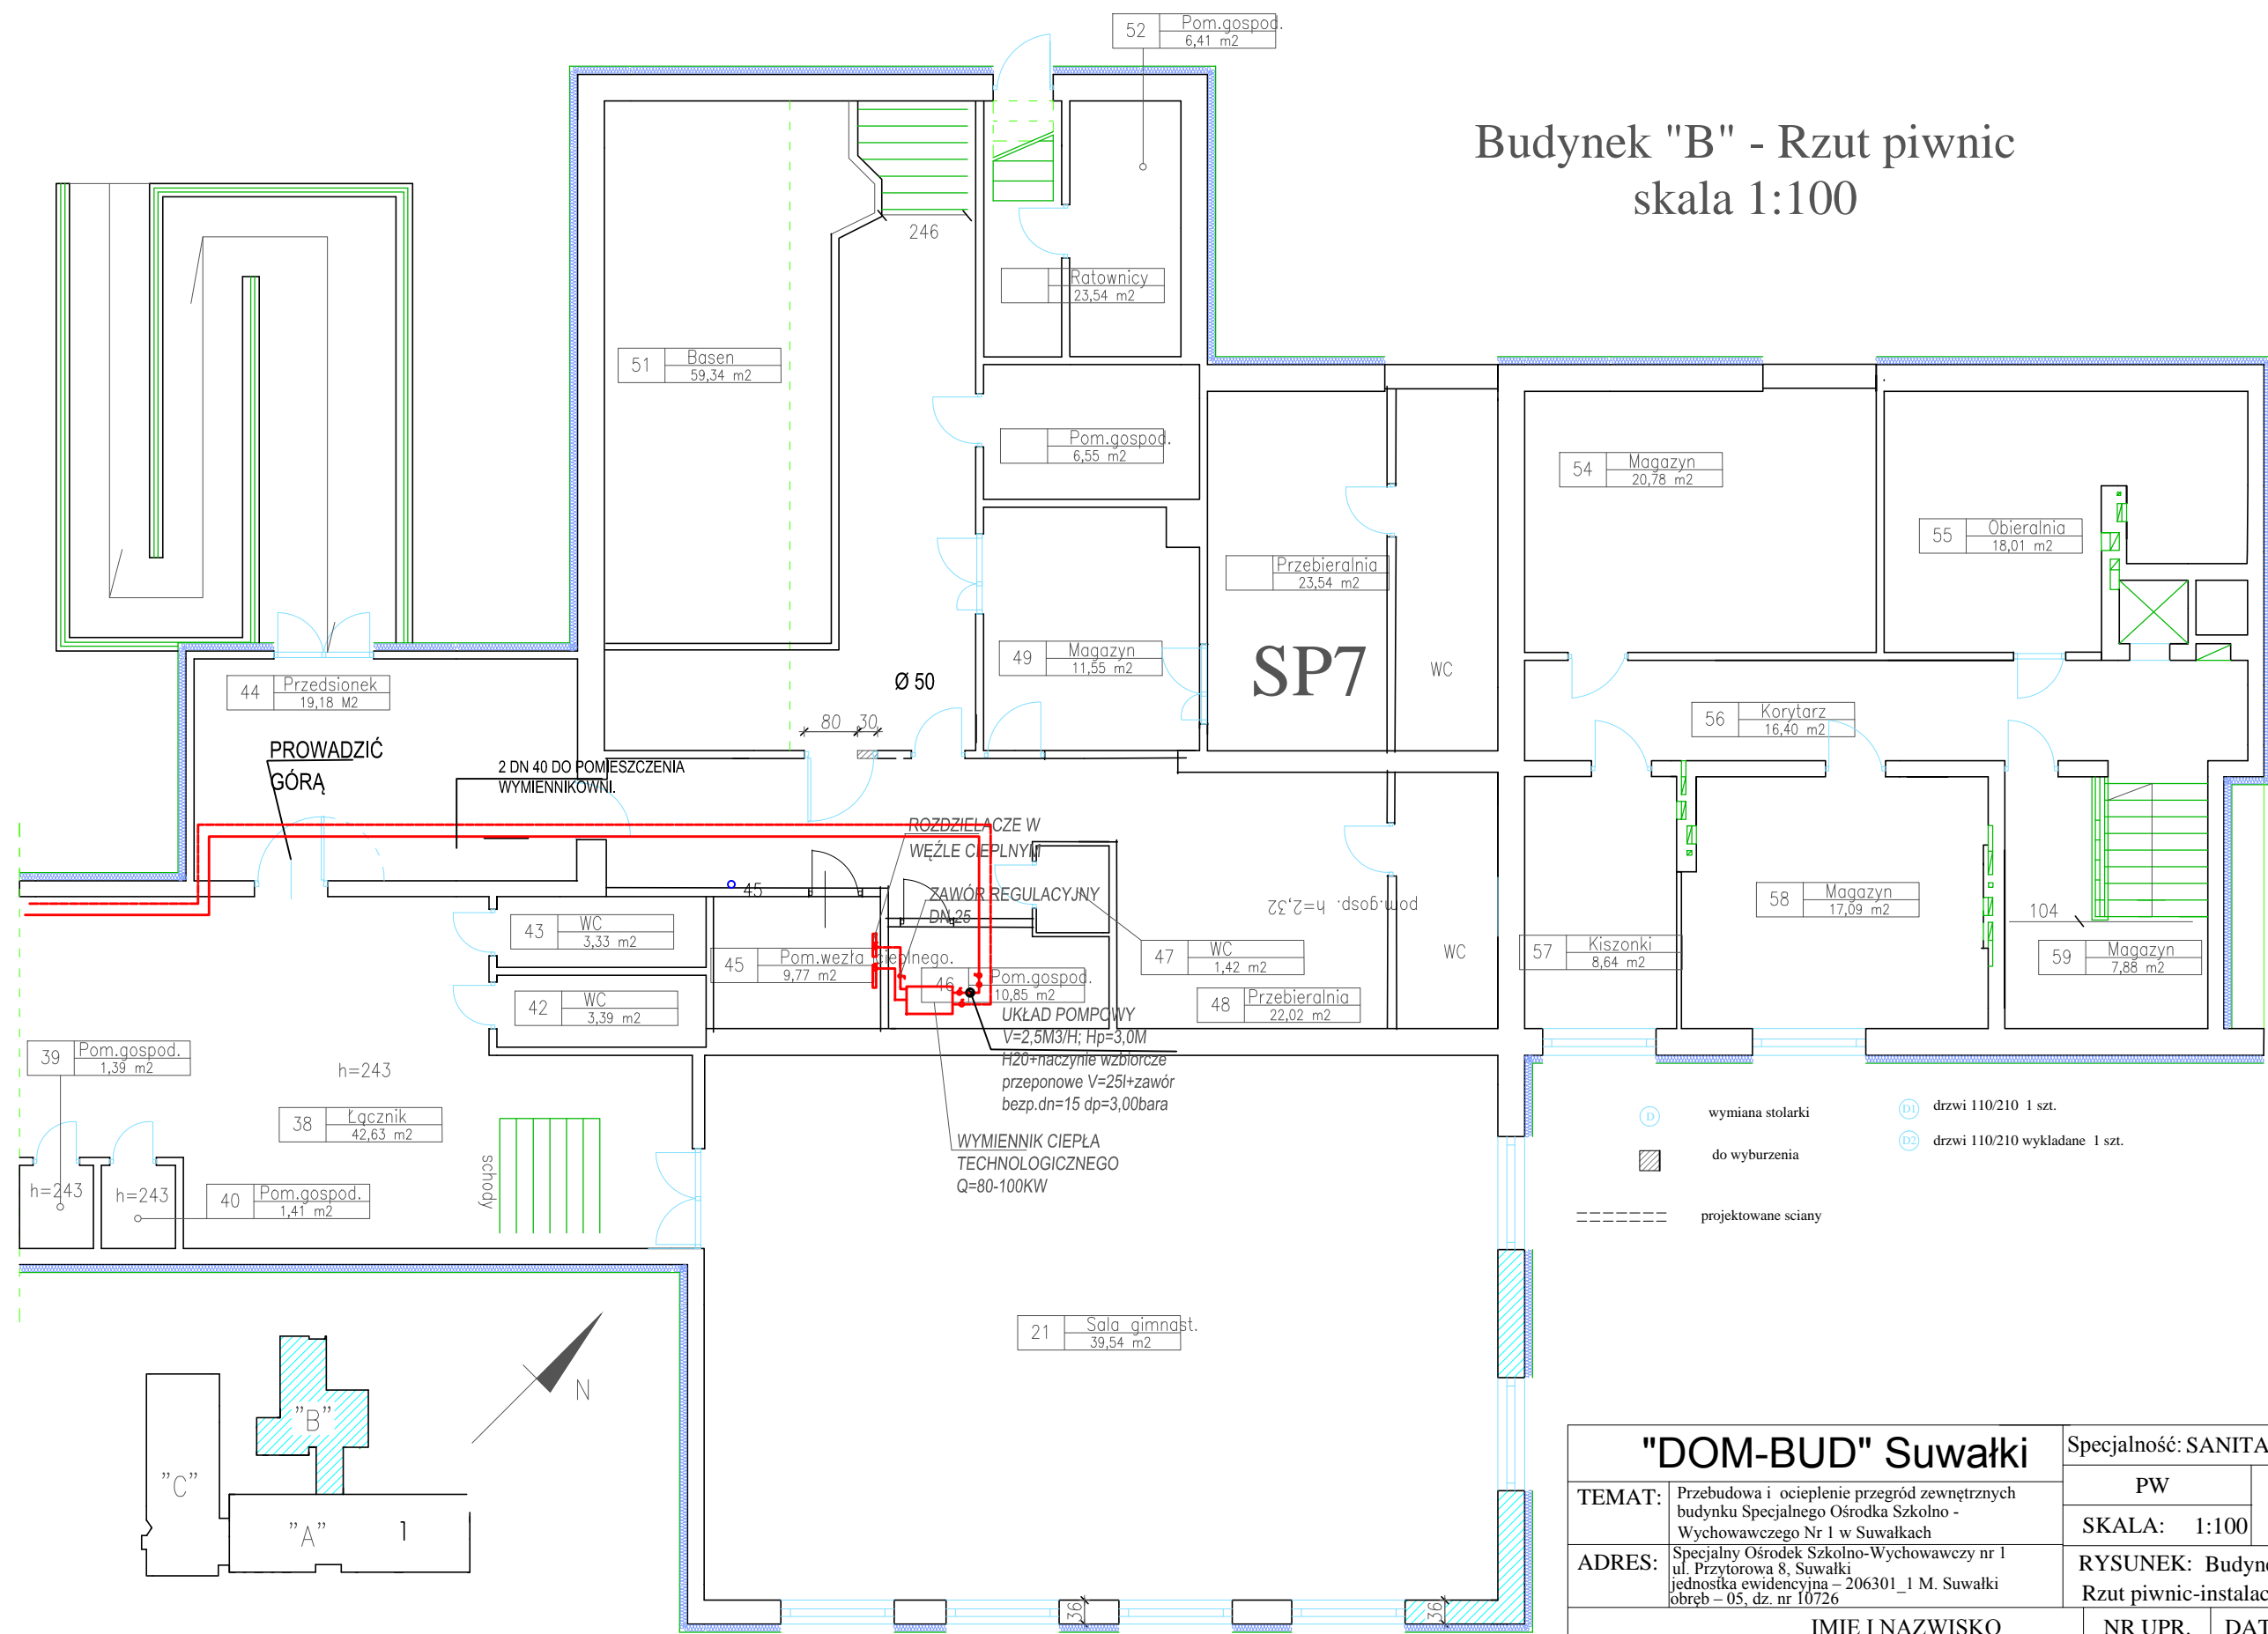 52 Pom.gospod.
6,41 m2
Budynek "B" - Rzut piwnic
skala 1:100
246
Ratownicy
23,54 m2
51 Basen
59,34 m2
Pom.gospod.
6,55 m2
54 Magazyn
20,78 m2
55 Obieralnia
18,01 m2
Przebieralnia
23,54 m2
SP7
WC
49 Magazyn
11,55 m2
Ø 50
44 Przedsionek
19,18 M2
80 30
56 Korytarz
16,40 m2
PROWADZIĆ
GÓRĄ
2 DN 40 DO POMIESZCZENIA
WYMIENNIKOWNI.
ROZDZIELACZE W
WĘŹLE CIEPLNYM
45
ZAWÓR REGULACYJNY
DN 25
pom.gosp. h=2,32
58 Magazyn
17,09 m2
104
43 WC
3,33 m2
45 Pom.wezła cieplnego.
9,77 m2
46 Pom.gospod.
10,85 m2
47 WC
1,42 m2
WC
57 Kiszonki
8,64 m2
59 Magazyn
7,88 m2
42 WC
3,39 m2
48 Przebieralnia
22,02 m2
UKŁAD POMPOWY
V=2,5M3/H; Hp=3,0M
H20+naczynie wzbiorcze
przeponowe V=25l+zawór
bezp.dn=15 dp=3,00bara
39 Pom.gospod.
1,39 m2
h=243
38 Łącznik
42,63 m2
WYMIENNIK CIEPŁA
TECHNOLOGICZNEGO
Q=80-100KW
D wymiana stolarki
D1 drzwi 110/210 1 szt.
do wyburzenia
D2 drzwi 110/210 wykladane 1 szt.
projektowane sciany
h=243
h=243
40 Pom.gospod.
1,41 m2
schody
21 Sala gimnast.
39,54 m2
N
"B"
"C"
"A"
1
36
36
"DOM-BUD" Suwałki
Specjalność: SANITA
TEMAT: Przebudowa i ocieplenie przegród zewnętrznych
budynku Specjalnego Ośrodka Szkolno -
Wychowawczego Nr 1 w Suwałkach
PW
SKALA: 1:100
ADRES: Specjalny Ośrodek Szkolno-Wychowawczy nr 1
ul. Przytorowa 8, Suwałki
jednostka ewidencyjna – 206301_1 M. Suwałki
obręb – 05, dz. nr 10726
RYSUNEK: Budyne
Rzut piwnic-instalac
IMIE I NAZWISKO
NR UPR.
DAT